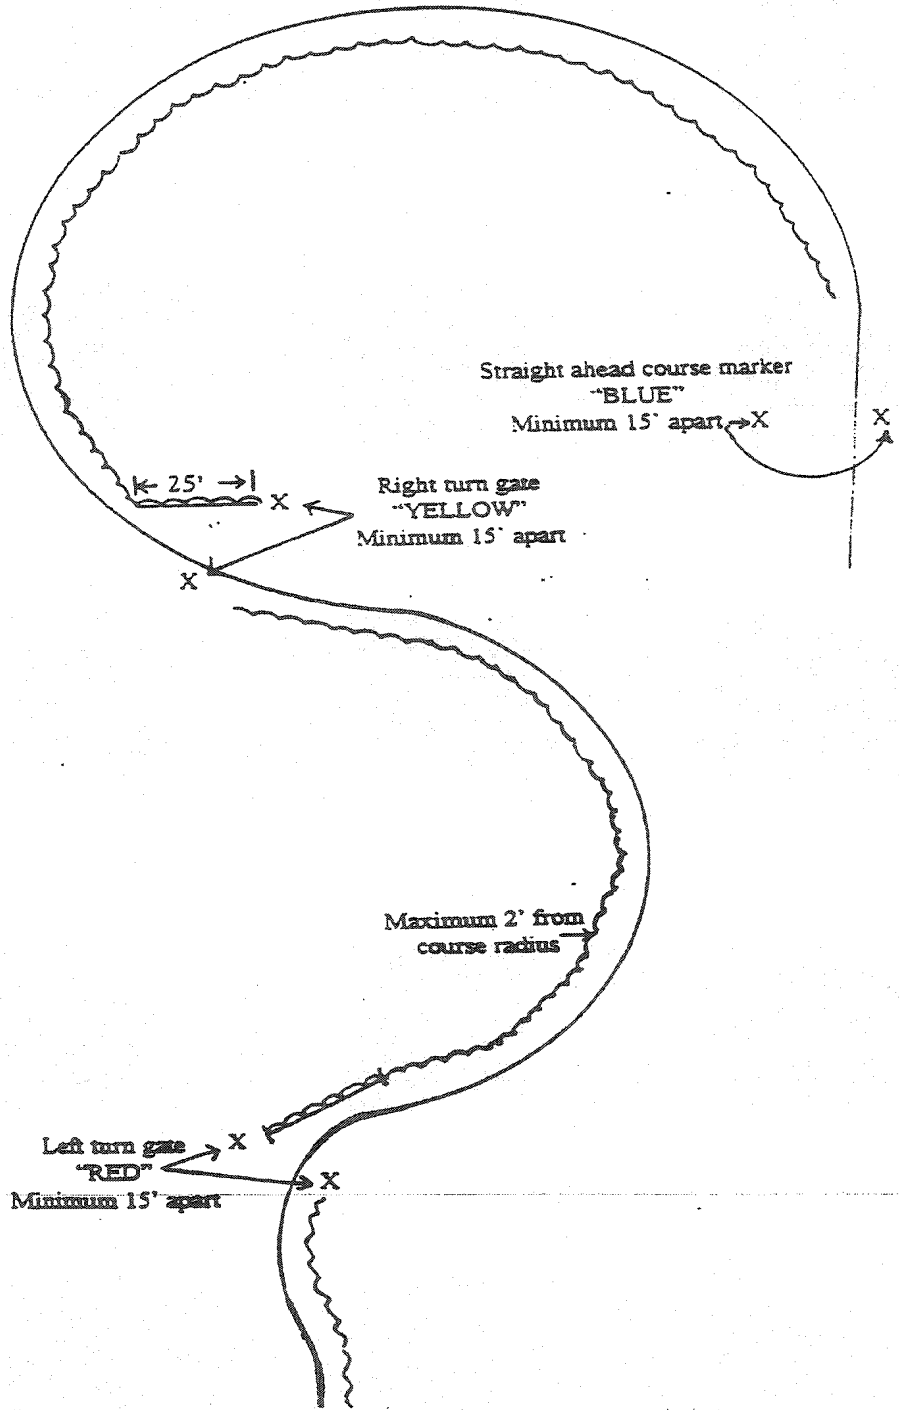 Straight ahead course marker
"BLUE"
Minimum 15' apart X
X
25' X
Right turn gate
"YELLOW"
Minimum 15' apart
X
Maximum 2' from
course radius
Left turn gate X
"RED"
X
Minimum 15' apart